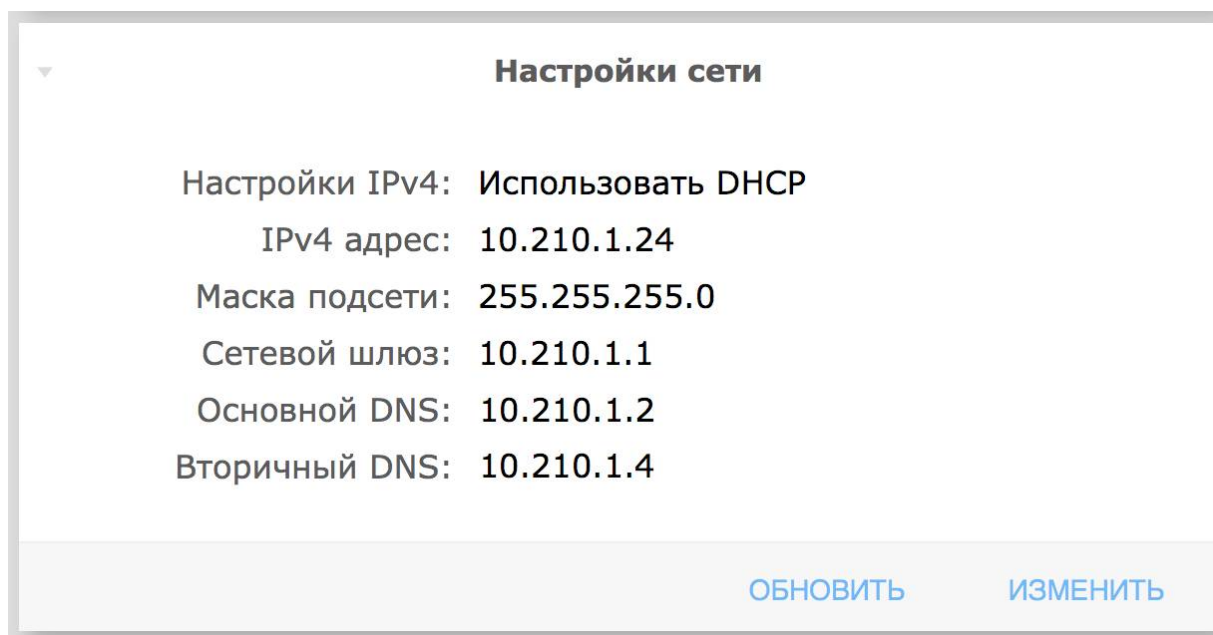 Настройки сети
Настройки IPv4: Использовать DHCP
IPv4 адрес: 10.210.1.24
Маска подсети: 255.255.255.0
Сетевой шлюз: 10.210.1.1
Основной DNS: 10.210.1.2
Вторичный DNS: 10.210.1.4
ОБНОВИТЬ ИЗМЕНИТЬ